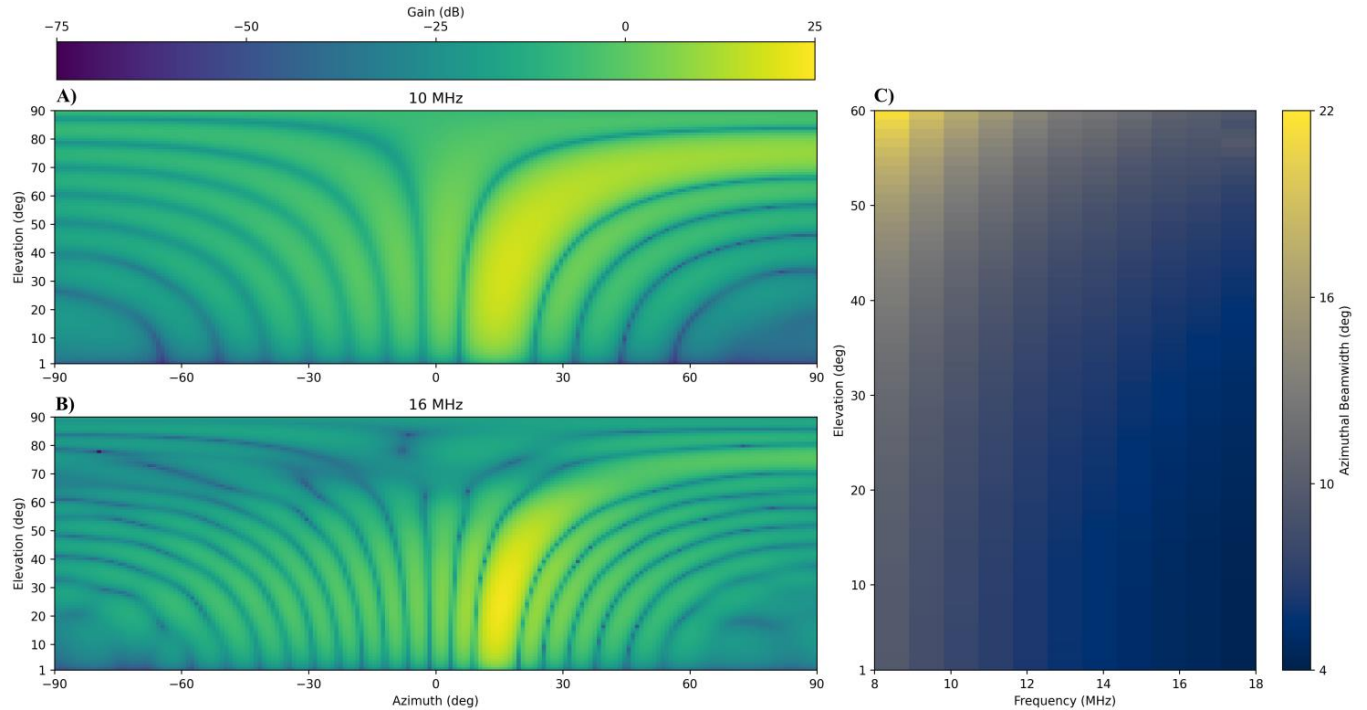 Gain (dB)
−75 −50 −25 0 25
A) 10 MHz
90
80
70
60
50
40
30
20
10
1
Elevation (deg)
−90 −60 −30 0 30 60 90
B) 16 MHz
90
80
70
60
50
40
30
20
10
1
Elevation (deg)
−90 −60 −30 0 30 60 90
Azimuth (deg)
C)
60
50
40
30
20
10
1
Elevation (deg)
8 10 12 14 16 18
Frequency (MHz)
22
16
10
4
Azimuthal Beamwidth (deg)